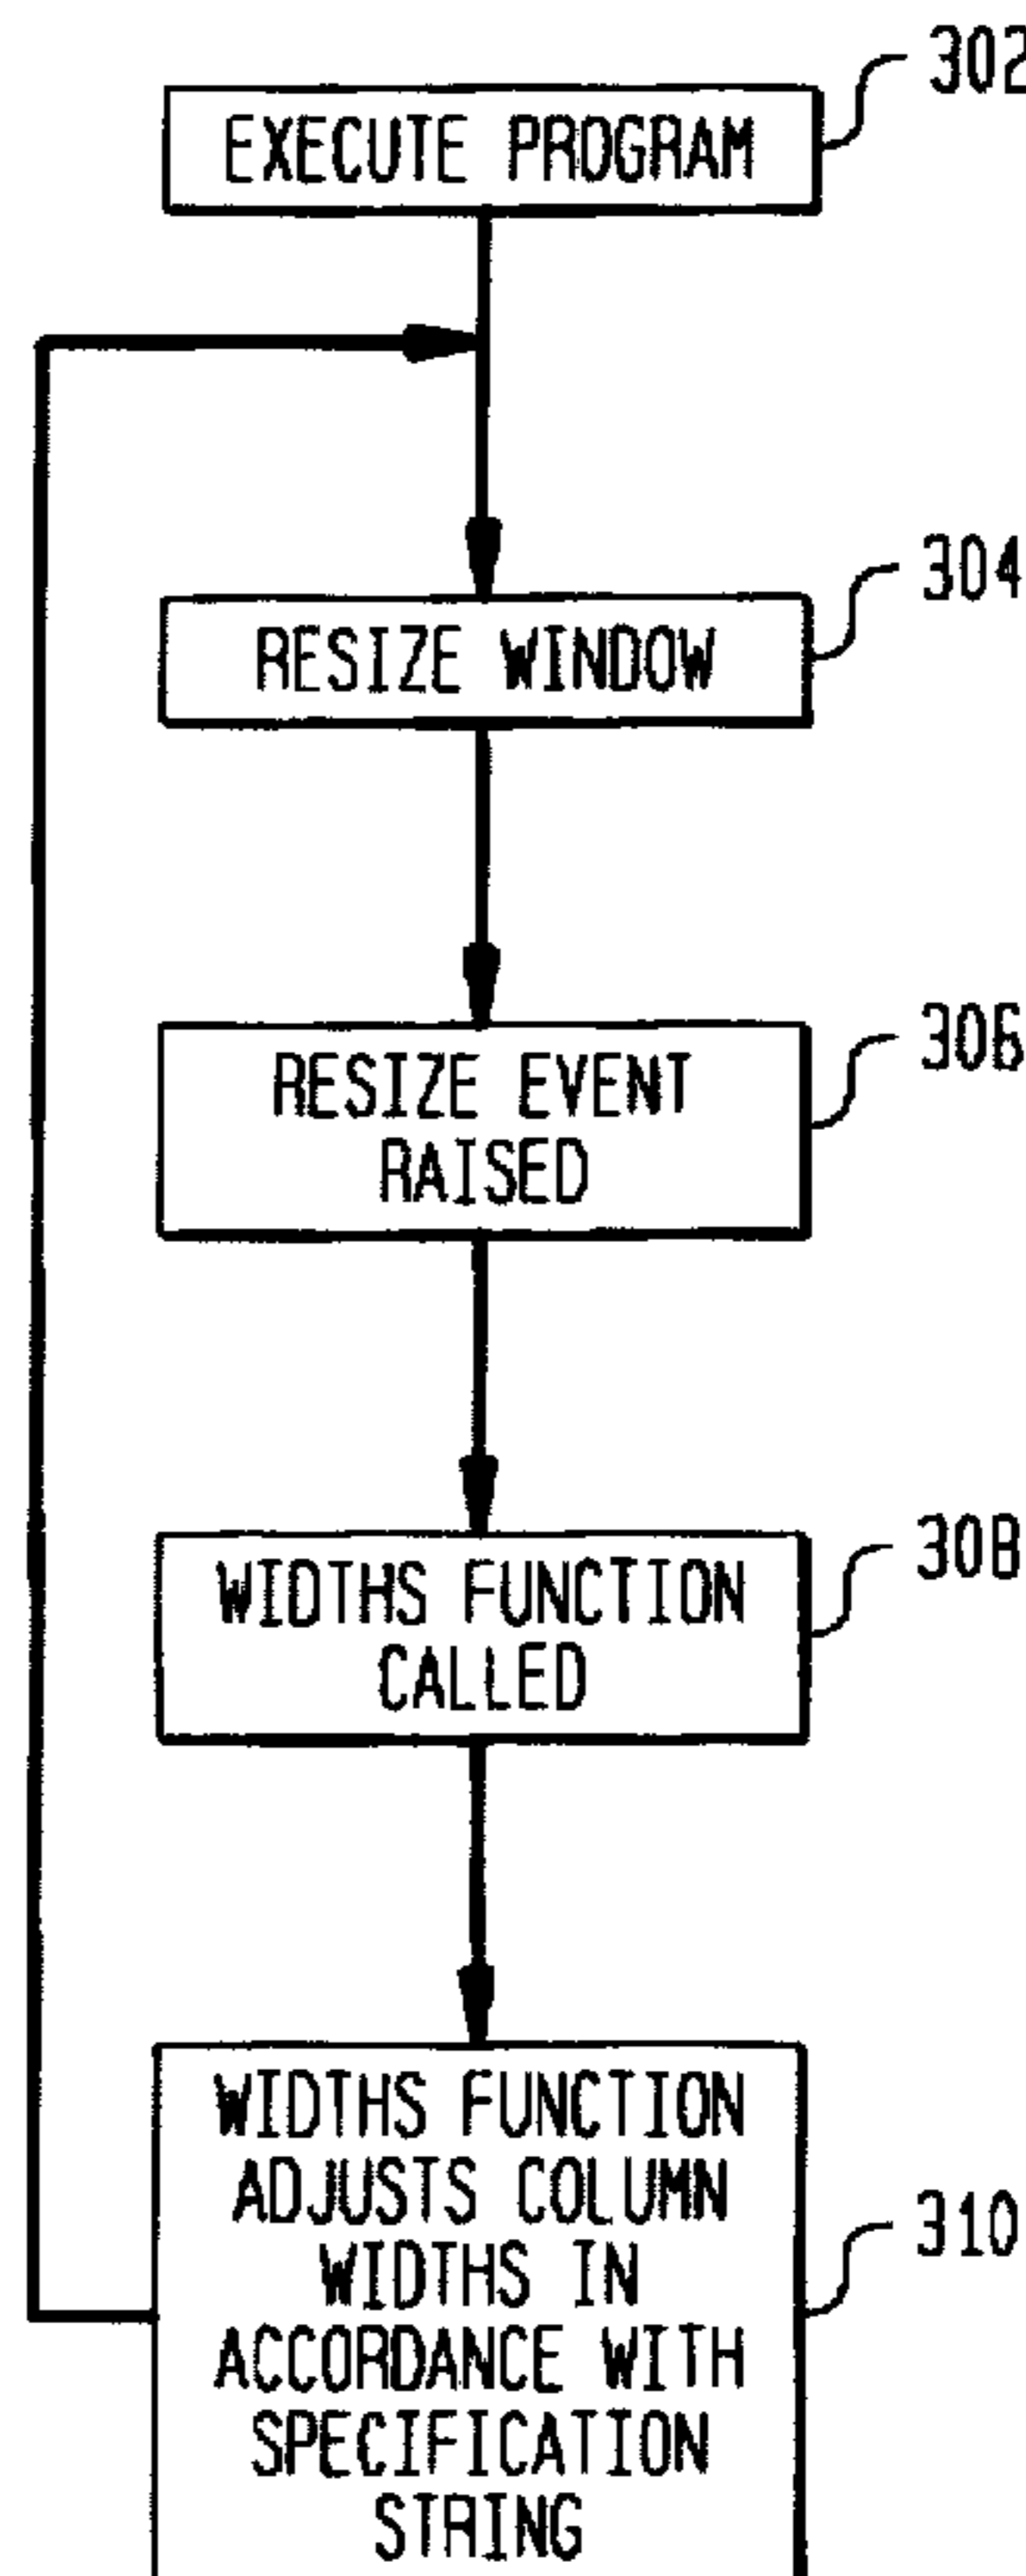 302
EXECUTE PROGRAM
304
RESIZE WINDOW
306
RESIZE EVENT
RAISED
308
WIDTHS FUNCTION
CALLED
WIDTHS FUNCTION
ADJUSTS COLUMN
WIDTHS IN
ACCORDANCE WITH
SPECIFICATION
STRING
310